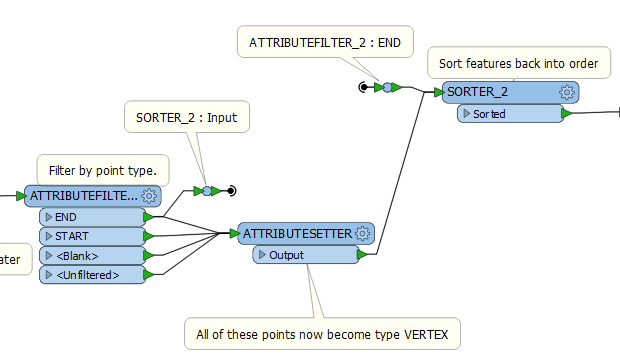 ATTRIBUTEFILTER_2 : END
Sort features back into order
SORTER_2
Sorted
SORTER_2 : Input
Filter by point type.
ATTRIBUTEFILTE...
END
START
<Blank>
<Unfiltered>
ater
ATTRIBUTESETTER
Output
All of these points now become type VERTEX